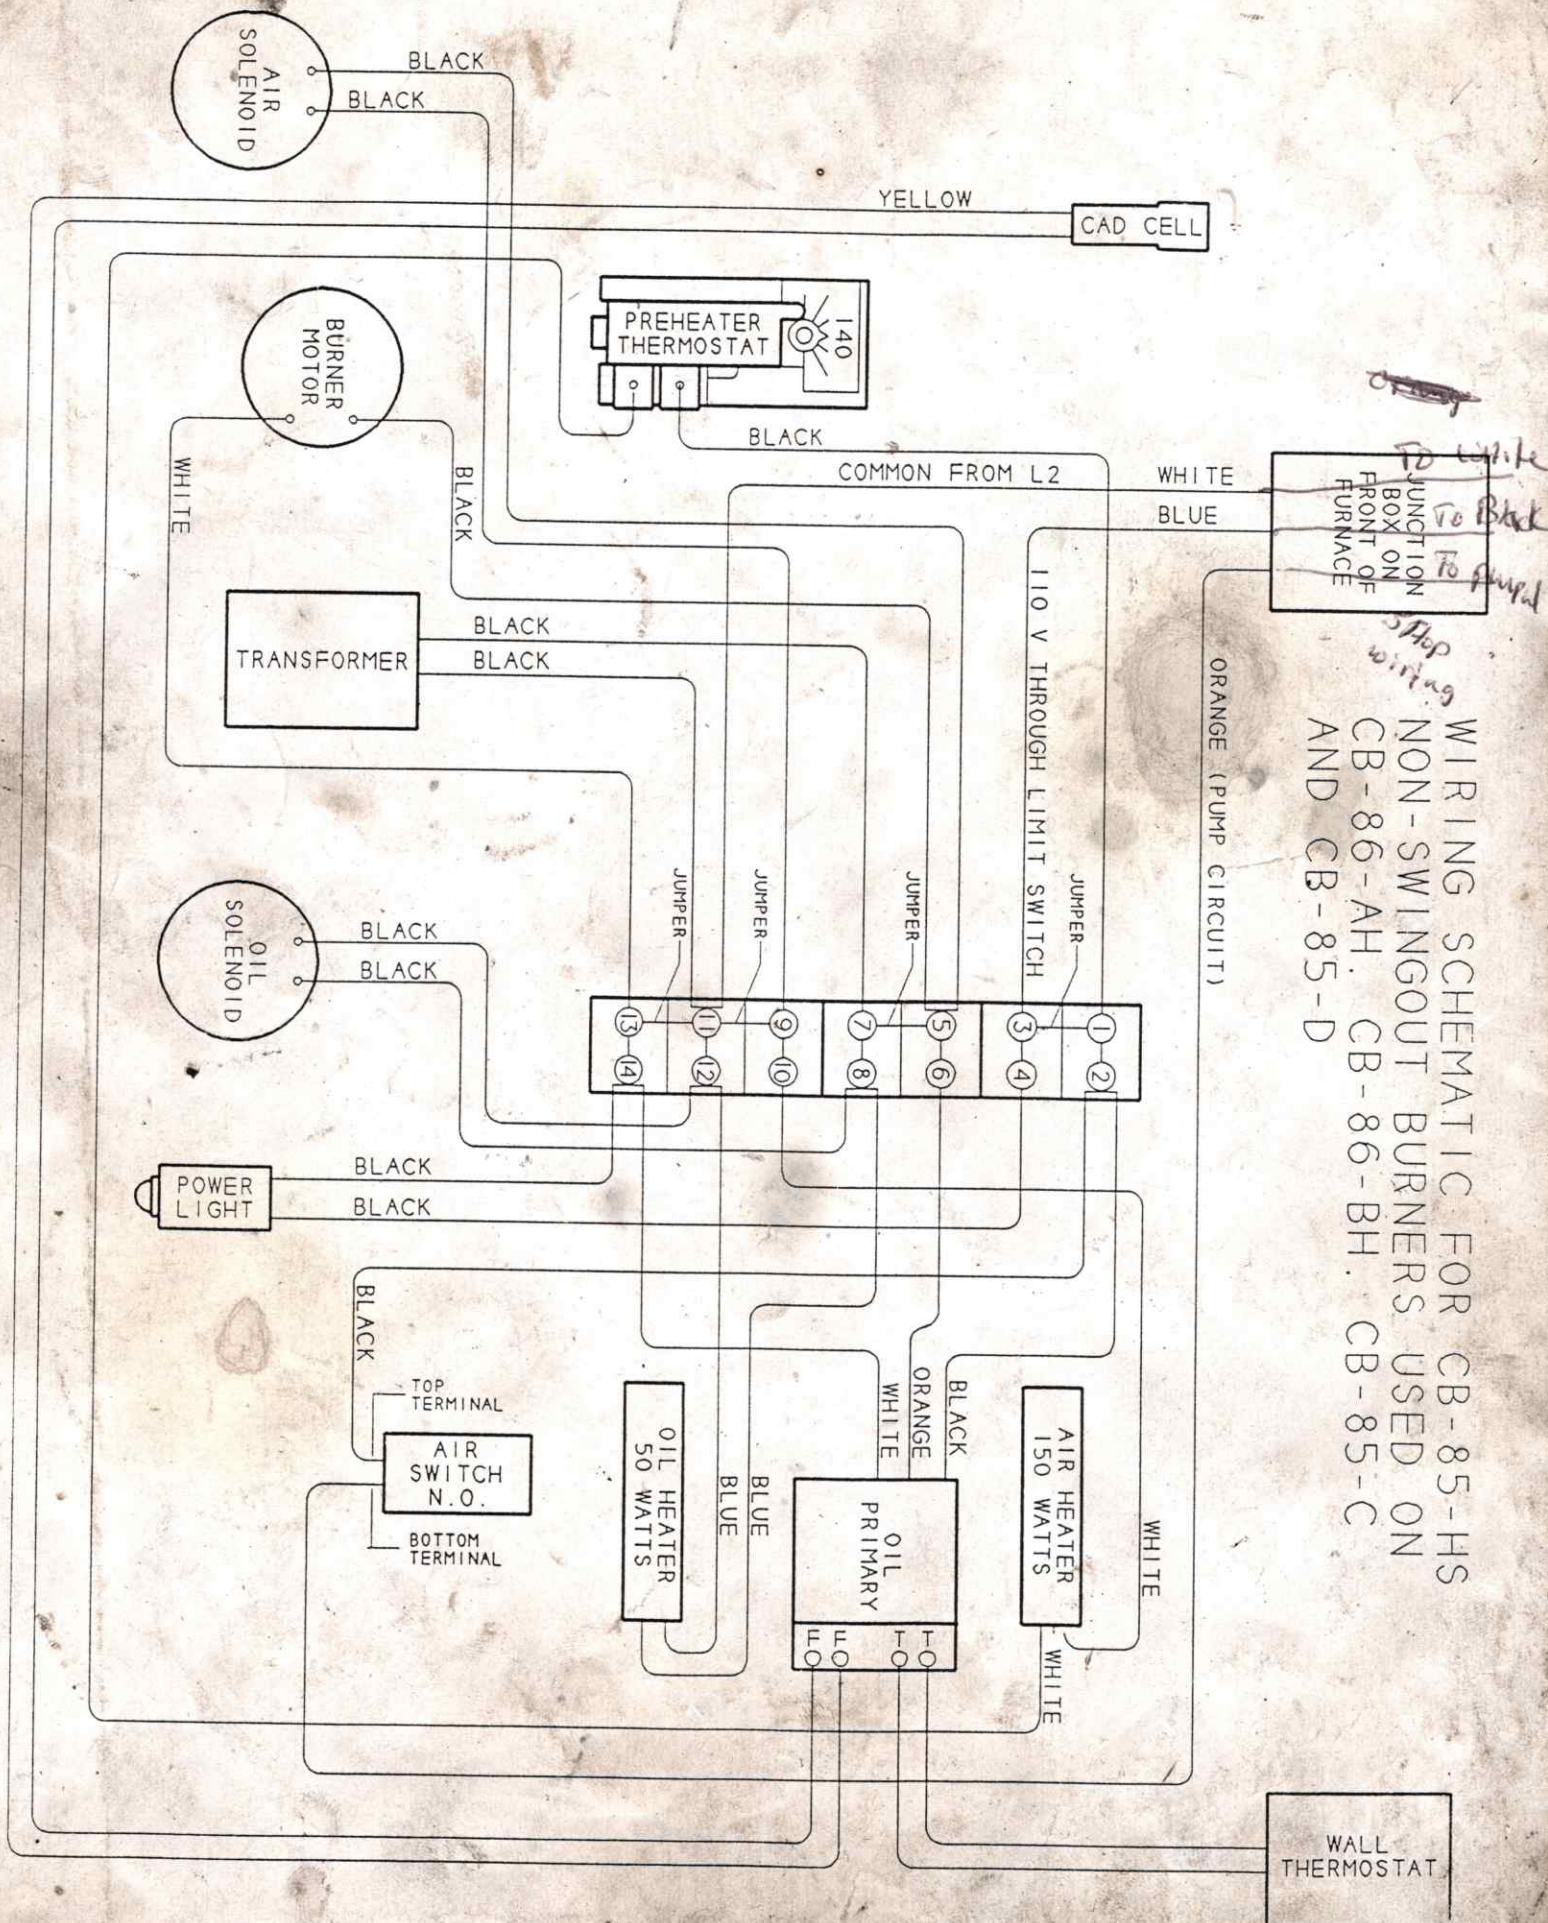 WIRING SCHEMATIC FOR CB-85-HS
NON-SWINGOUT BURNERS USED ON
CB-86-AH. CB-86-BH. CB-85-C
AND CB-85-D
AIR
SOLENOID
BLACK
BLACK
YELLOW
CAD CELL
PREHEATER
THERMOSTAT
140
BURNER
MOTOR
WHITE
BLACK
BLACK
COMMON FROM L2
WHITE
BLUE
JUNCTION
BOX ON
FRONT OF
FURNACE
TO white
To Black
To
wiring
110 V THROUGH LIMIT SWITCH
ORANGE (PUMP CIRCUIT)
TRANSFORMER
BLACK
BLACK
JUMPER
JUMPER
JUMPER
JUMPER
OIL
SOLENOID
BLACK
BLACK
13 11 9 7 5 3 1
14 12 10 8 6 4 2
POWER
LIGHT
BLACK
BLACK
BLACK
TOP
TERMINAL
AIR
SWITCH
N.O.
BOTTOM
TERMINAL
OIL HEATER
50 WATTS
BLUE
BLUE
WHITE
ORANGE
BLACK
OIL
PRIMARY
F F T T
AIR HEATER
150 WATTS
WHITE
WHITE
WALL
THERMOSTAT